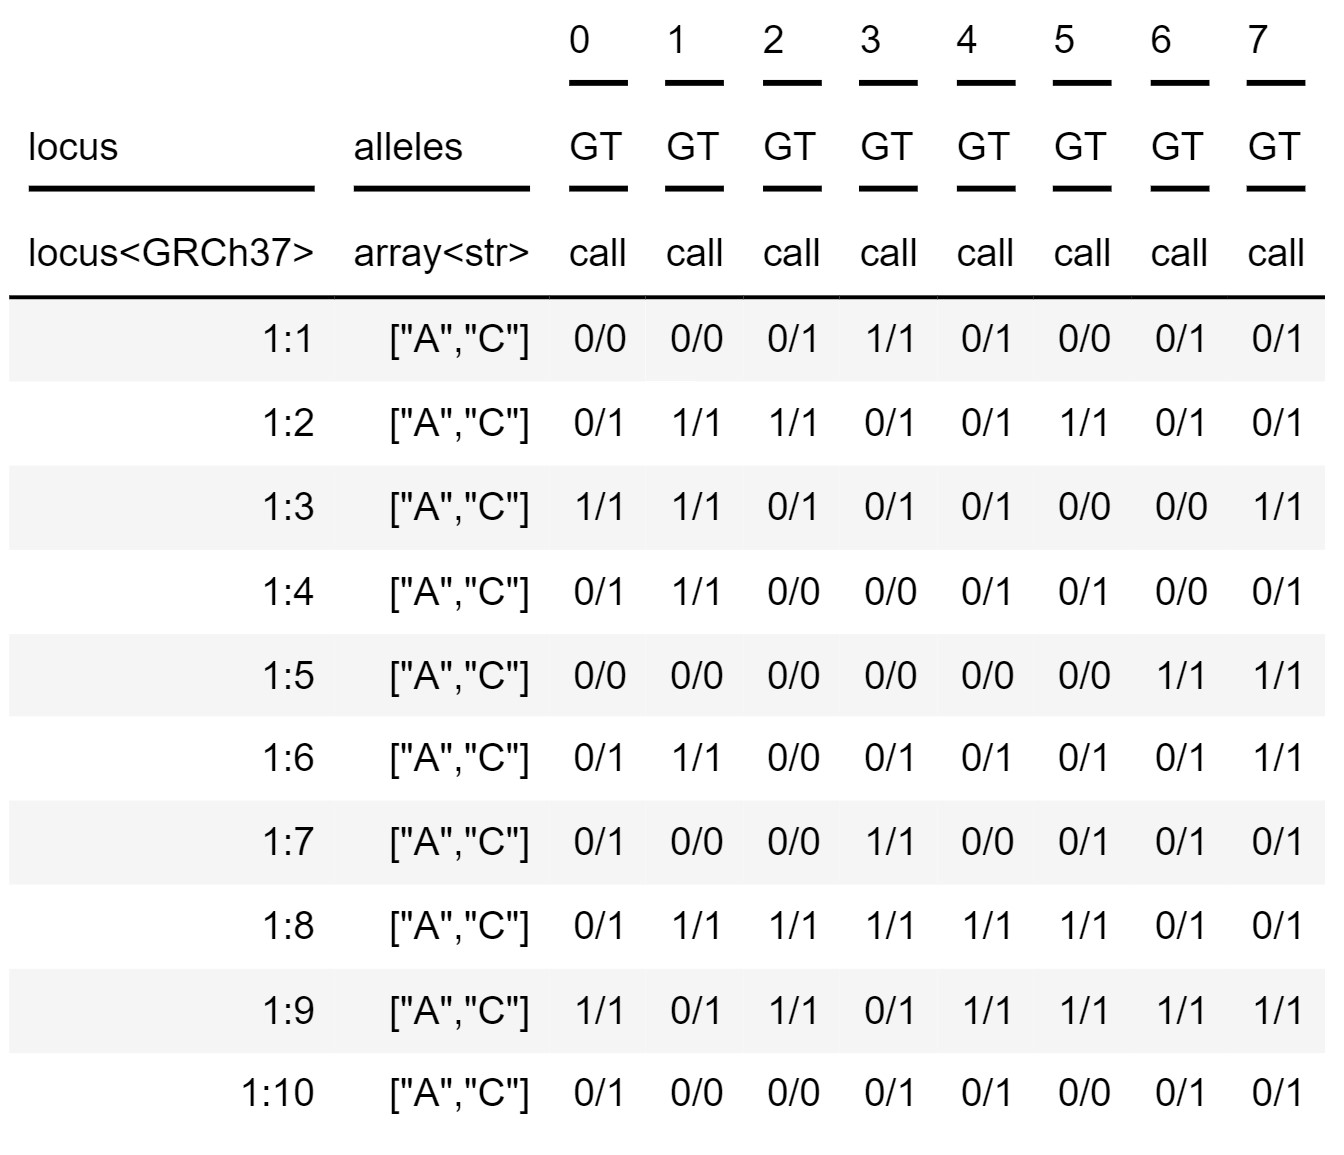 0 1 2 3 4 5 6 7
locus alleles GT GT GT GT GT GT GT GT
locus<GRCh37> array<str> call call call call call call call call
1:1 ["A","C"] 0/0 0/0 0/1 1/1 0/1 0/0 0/1 0/1
1:2 ["A","C"] 0/1 1/1 1/1 0/1 0/1 1/1 0/1 0/1
1:3 ["A","C"] 1/1 1/1 0/1 0/1 0/1 0/0 0/0 1/1
1:4 ["A","C"] 0/1 1/1 0/0 0/0 0/1 0/1 0/0 0/1
1:5 ["A","C"] 0/0 0/0 0/0 0/0 0/0 0/0 1/1 1/1
1:6 ["A","C"] 0/1 1/1 0/0 0/1 0/1 0/1 0/1 1/1
1:7 ["A","C"] 0/1 0/0 0/0 1/1 0/0 0/1 0/1 0/1
1:8 ["A","C"] 0/1 1/1 1/1 1/1 1/1 1/1 0/1 0/1
1:9 ["A","C"] 1/1 0/1 1/1 0/1 1/1 1/1 1/1 1/1
1:10 ["A","C"] 0/1 0/0 0/0 0/1 0/1 0/0 0/1 0/1